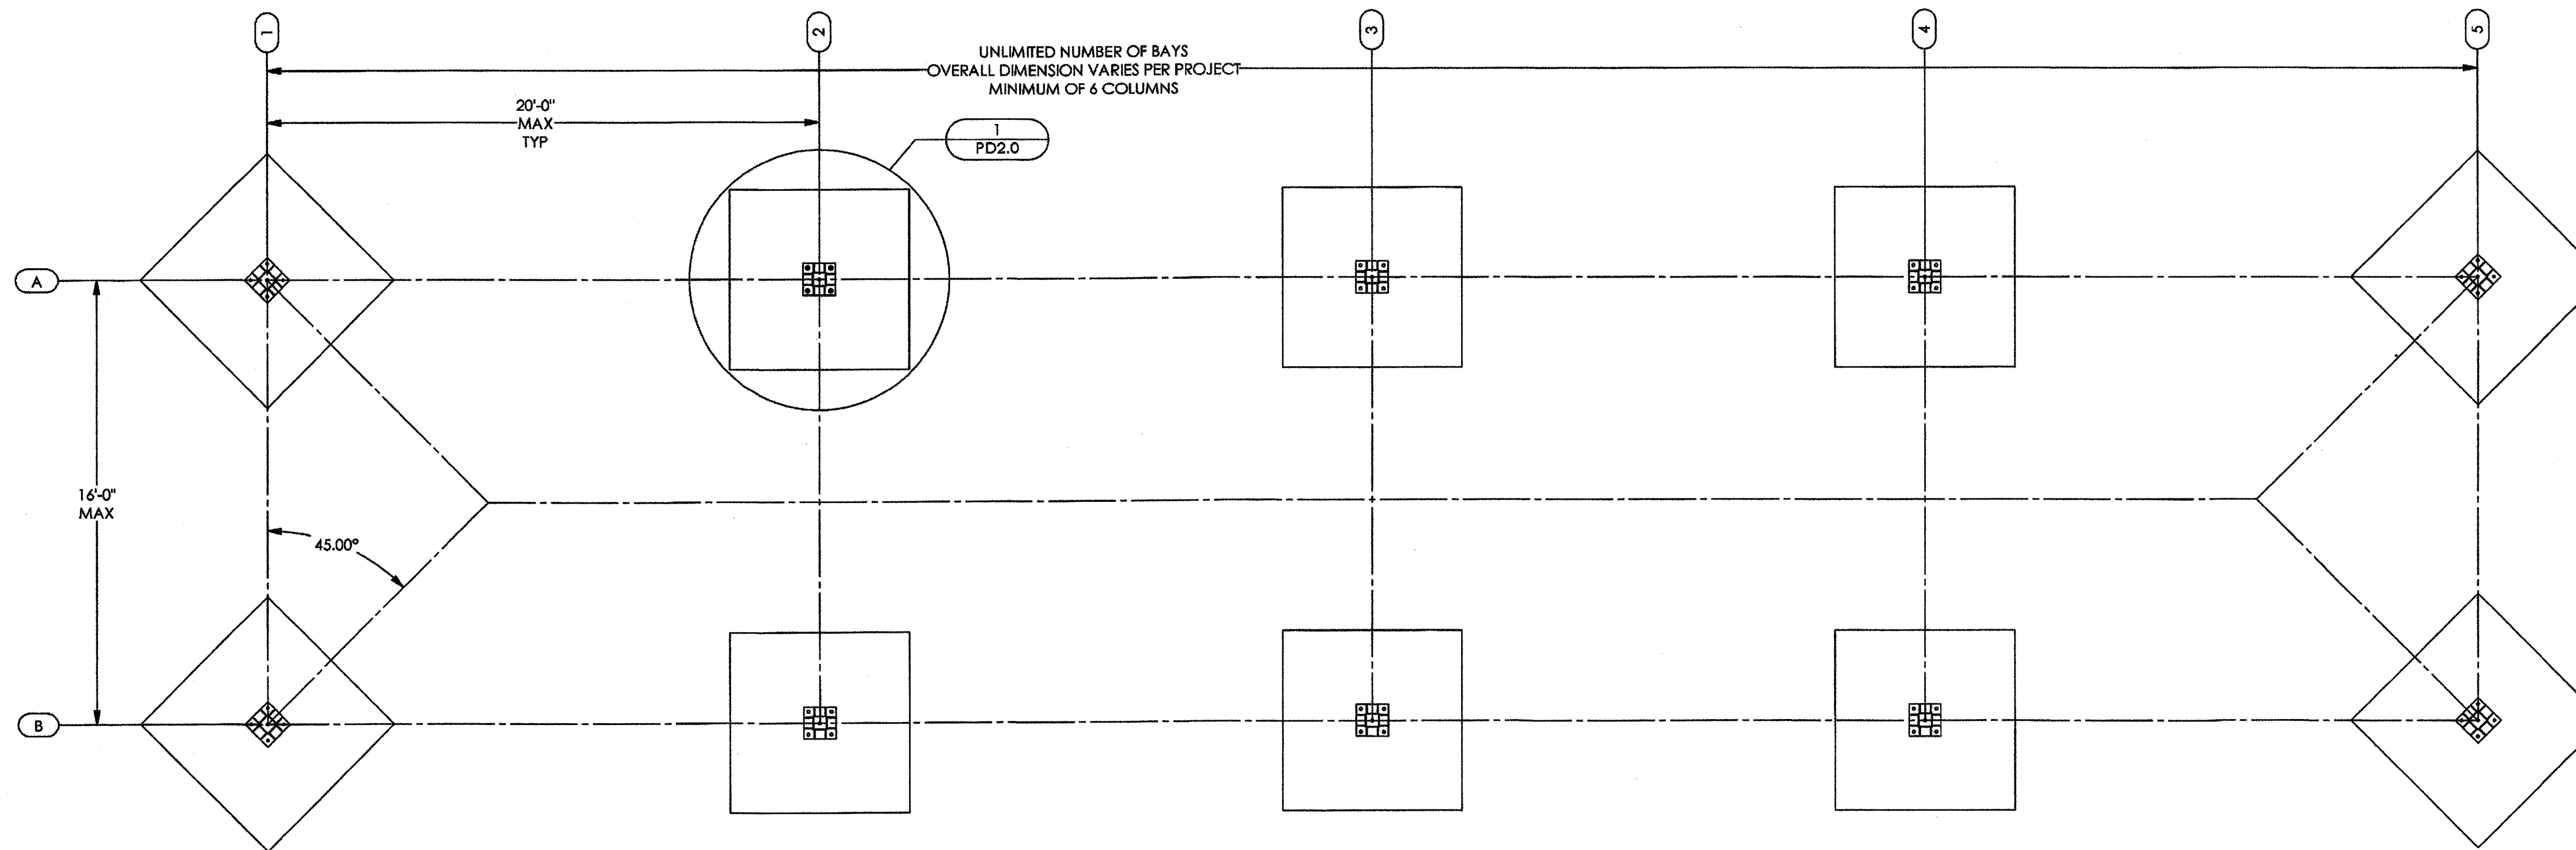 1
2
3
4
5
UNLIMITED NUMBER OF BAYS
OVERALL DIMENSION VARIES PER PROJECT
MINIMUM OF 6 COLUMNS
20'-0"
MAX
TYP
1
PD2.0
A
16'-0"
MAX
45.00°
B